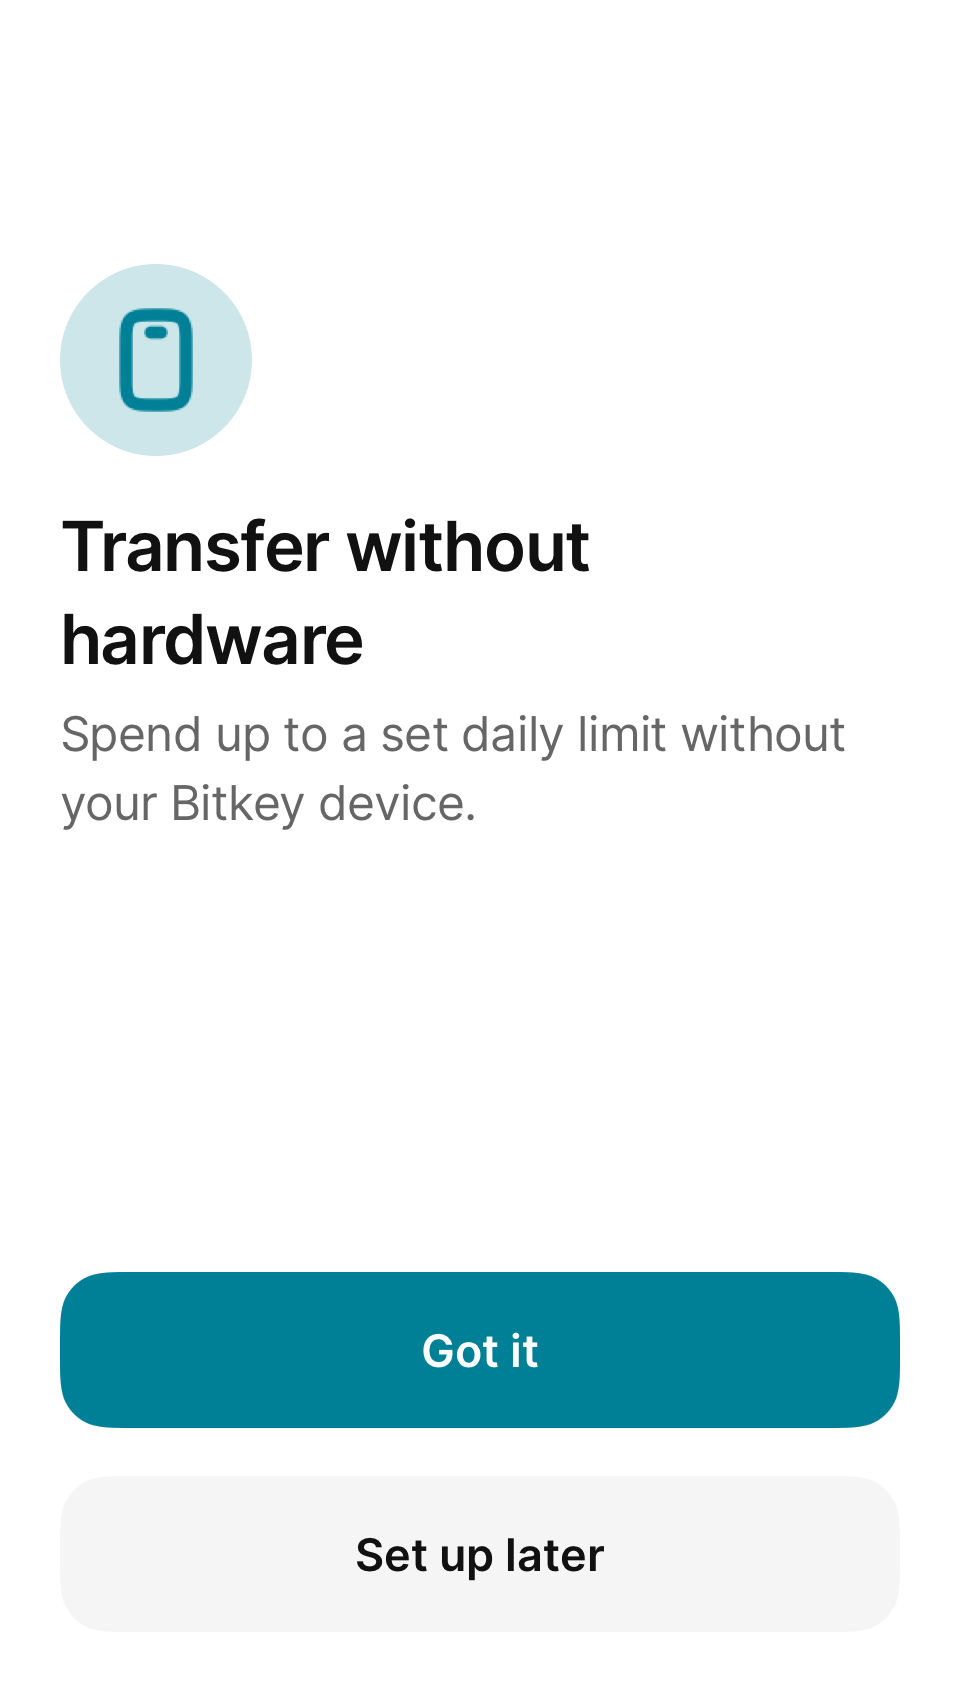 Transfer without
hardware
Spend up to a set daily limit without
your Bitkey device.
Got it
Set up later